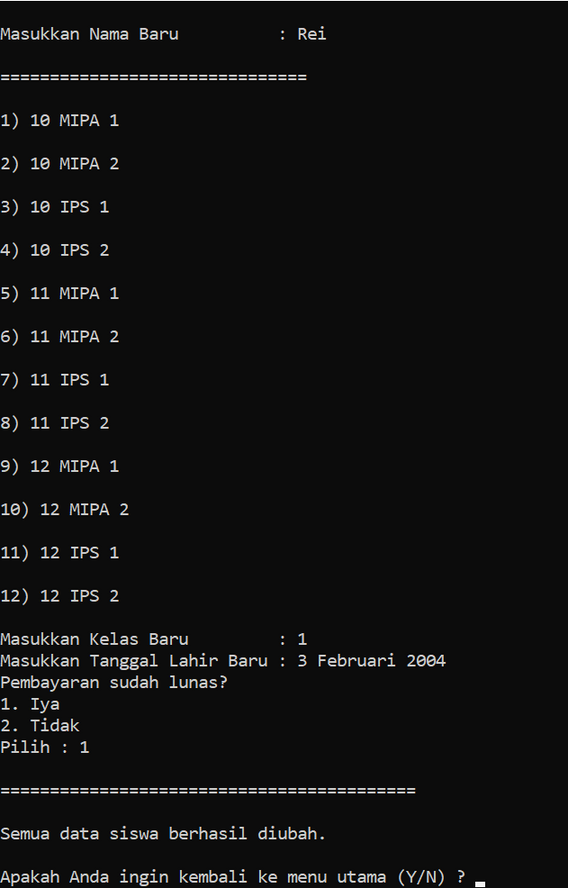 Masukkan Nama Baru          : Rei
===============================
1) 10 MIPA 1
2) 10 MIPA 2
3) 10 IPS 1
4) 10 IPS 2
5) 11 MIPA 1
6) 11 MIPA 2
7) 11 IPS 1
8) 11 IPS 2
9) 12 MIPA 1
10) 12 MIPA 2
11) 12 IPS 1
12) 12 IPS 2
Masukkan Kelas Baru         : 1
Masukkan Tanggal Lahir Baru : 3 Februari 2004
Pembayaran sudah lunas?
1. Iya
2. Tidak
Pilih : 1
==========================================
Semua data siswa berhasil diubah.
Apakah Anda ingin kembali ke menu utama (Y/N) ?